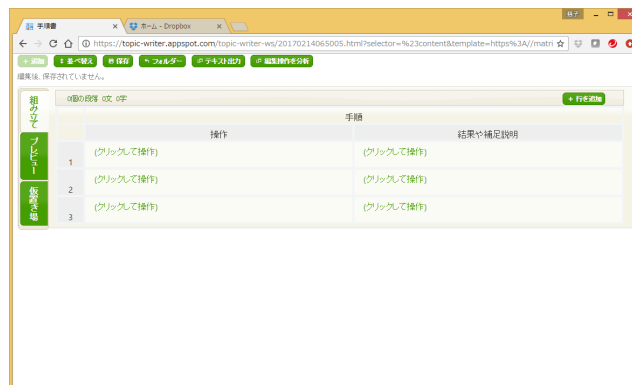 手順書
ホーム - Dropbox
昌子
https://topic-writer.appspot.com/topic-writer-ws/20170214065005.html?selector=%23content&template=https%3A//matri
+ 追加
並べ替え
保存
フォルダー
テキスト出力
編集操作を分析
編集後、保存されていません。
組み立て
プレビュー
仮置き場
0個の段落 0文 0字
+ 行を追加
手順
操作 結果や補足説明
1 (クリックして操作) (クリックして操作)
2 (クリックして操作) (クリックして操作)
3 (クリックして操作) (クリックして操作)